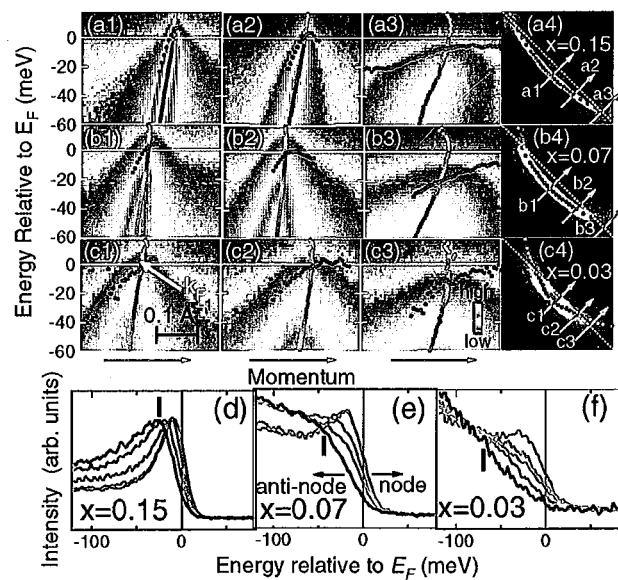 (a1) (a2) (a3) (a4)
x=0.15
a2
a1
a3
0
-20
-40
-60
(b1) (b2) (b3) (b4)
x=0.07
b2
b1
b3
0
-20
-40
-60
(c1) (c2) (c3) (c4)
x=0.03
k_F
0.1 Å⁻¹
high
low
c1
c2
c3
0
-20
-40
-60
Energy Relative to E_F (meV)
Momentum
Intensity (arb. units)
(d) (e) (f)
anti-node node
x=0.15 x=0.07 x=0.03
-100 0 -100 0 -100 0
Energy relative to E_F (meV)